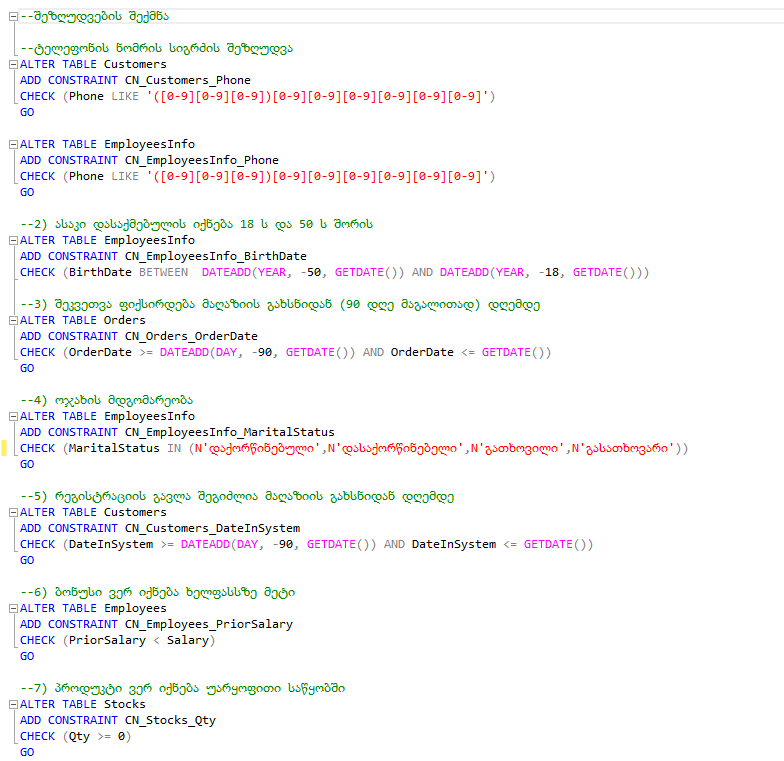 --შეზღუდვების შექმნა
--ტელეფონის ნომრის სიგრძის შეზღუდვა
ALTER TABLE Customers
ADD CONSTRAINT CN_Customers_Phone
CHECK (Phone LIKE '([0-9][0-9][0-9])[0-9][0-9][0-9][0-9][0-9][0-9]')
GO
ALTER TABLE EmployeesInfo
ADD CONSTRAINT CN_EmployeesInfo_Phone
CHECK (Phone LIKE '([0-9][0-9][0-9])[0-9][0-9][0-9][0-9][0-9][0-9]')
GO
--2) ასაკი დასაქმებულის იქნება 18 ს და 50 ს შორის
ALTER TABLE EmployeesInfo
ADD CONSTRAINT CN_EmployeesInfo_BirthDate
CHECK (BirthDate BETWEEN  DATEADD(YEAR, -50, GETDATE()) AND DATEADD(YEAR, -18, GETDATE()))
--3) შეკვეთვა ფიქსირდება მაღაზიის გახსნიდან (90 დღე მაგალითად) დღემდე
ALTER TABLE Orders
ADD CONSTRAINT CN_Orders_OrderDate
CHECK (OrderDate >= DATEADD(DAY, -90, GETDATE()) AND OrderDate <= GETDATE())
GO
--4) ოჯახის მდგომარეობა
ALTER TABLE EmployeesInfo
ADD CONSTRAINT CN_EmployeesInfo_MaritalStatus
CHECK (MaritalStatus IN (N'დაქორწინებული',N'დასაქორწინებელი',N'გათხოვილი',N'გასათხოვარი'))
GO
--5) რეგისტრაციის გავლა შეგიძლია მაღაზიის გახსნიდან დღემდე
ALTER TABLE Customers
ADD CONSTRAINT CN_Customers_DateInSystem
CHECK (DateInSystem >= DATEADD(DAY, -90, GETDATE()) AND DateInSystem <= GETDATE())
GO
--6) ბონუსი ვერ იქნება ხელფასსზე მეტი
ALTER TABLE Employees
ADD CONSTRAINT CN_Employees_PriorSalary
CHECK (PriorSalary < Salary)
GO
--7) პროდუქტი ვერ იქნება უარყოფითი საწყობში
ALTER TABLE Stocks
ADD CONSTRAINT CN_Stocks_Qty
CHECK (Qty >= 0)
GO